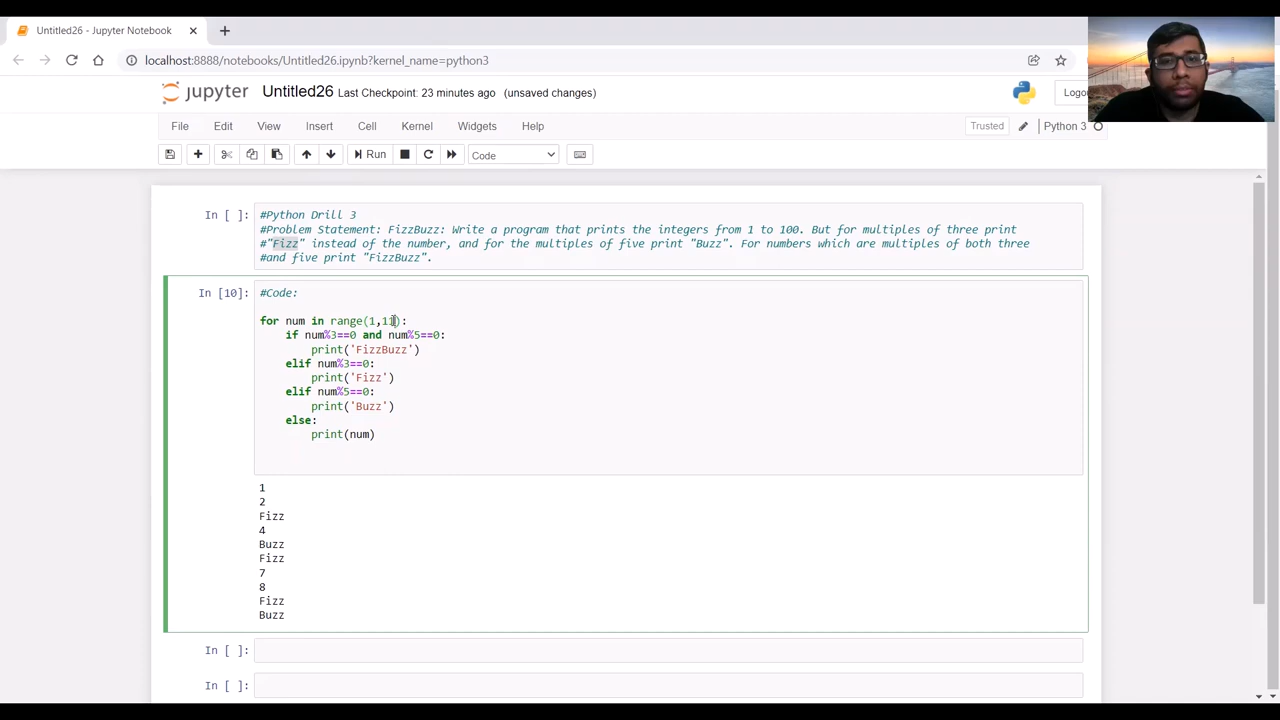 Untitled26 - Jupyter Notebook
localhost:8888/notebooks/Untitled26.ipynb?kernel_name=python3
jupyter Untitled26 Last Checkpoint: 23 minutes ago (unsaved changes)
Logou
File Edit View Insert Cell Kernel Widgets Help
Trusted Python 3
Run Code
In [ ]: #Python Drill 3
#Problem Statement: FizzBuzz: Write a program that prints the integers from 1 to 100. But for multiples of three print
#"Fizz" instead of the number, and for the multiples of five print "Buzz". For numbers which are multiples of both three
#and five print "FizzBuzz".
In [10]: #Code:
for num in range(1,11):
if num%3==0 and num%5==0:
print('FizzBuzz')
elif num%3==0:
print('Fizz')
elif num%5==0:
print('Buzz')
else:
print(num)
1
2
Fizz
4
Buzz
Fizz
7
8
Fizz
Buzz
In [ ]:
In [ ]: